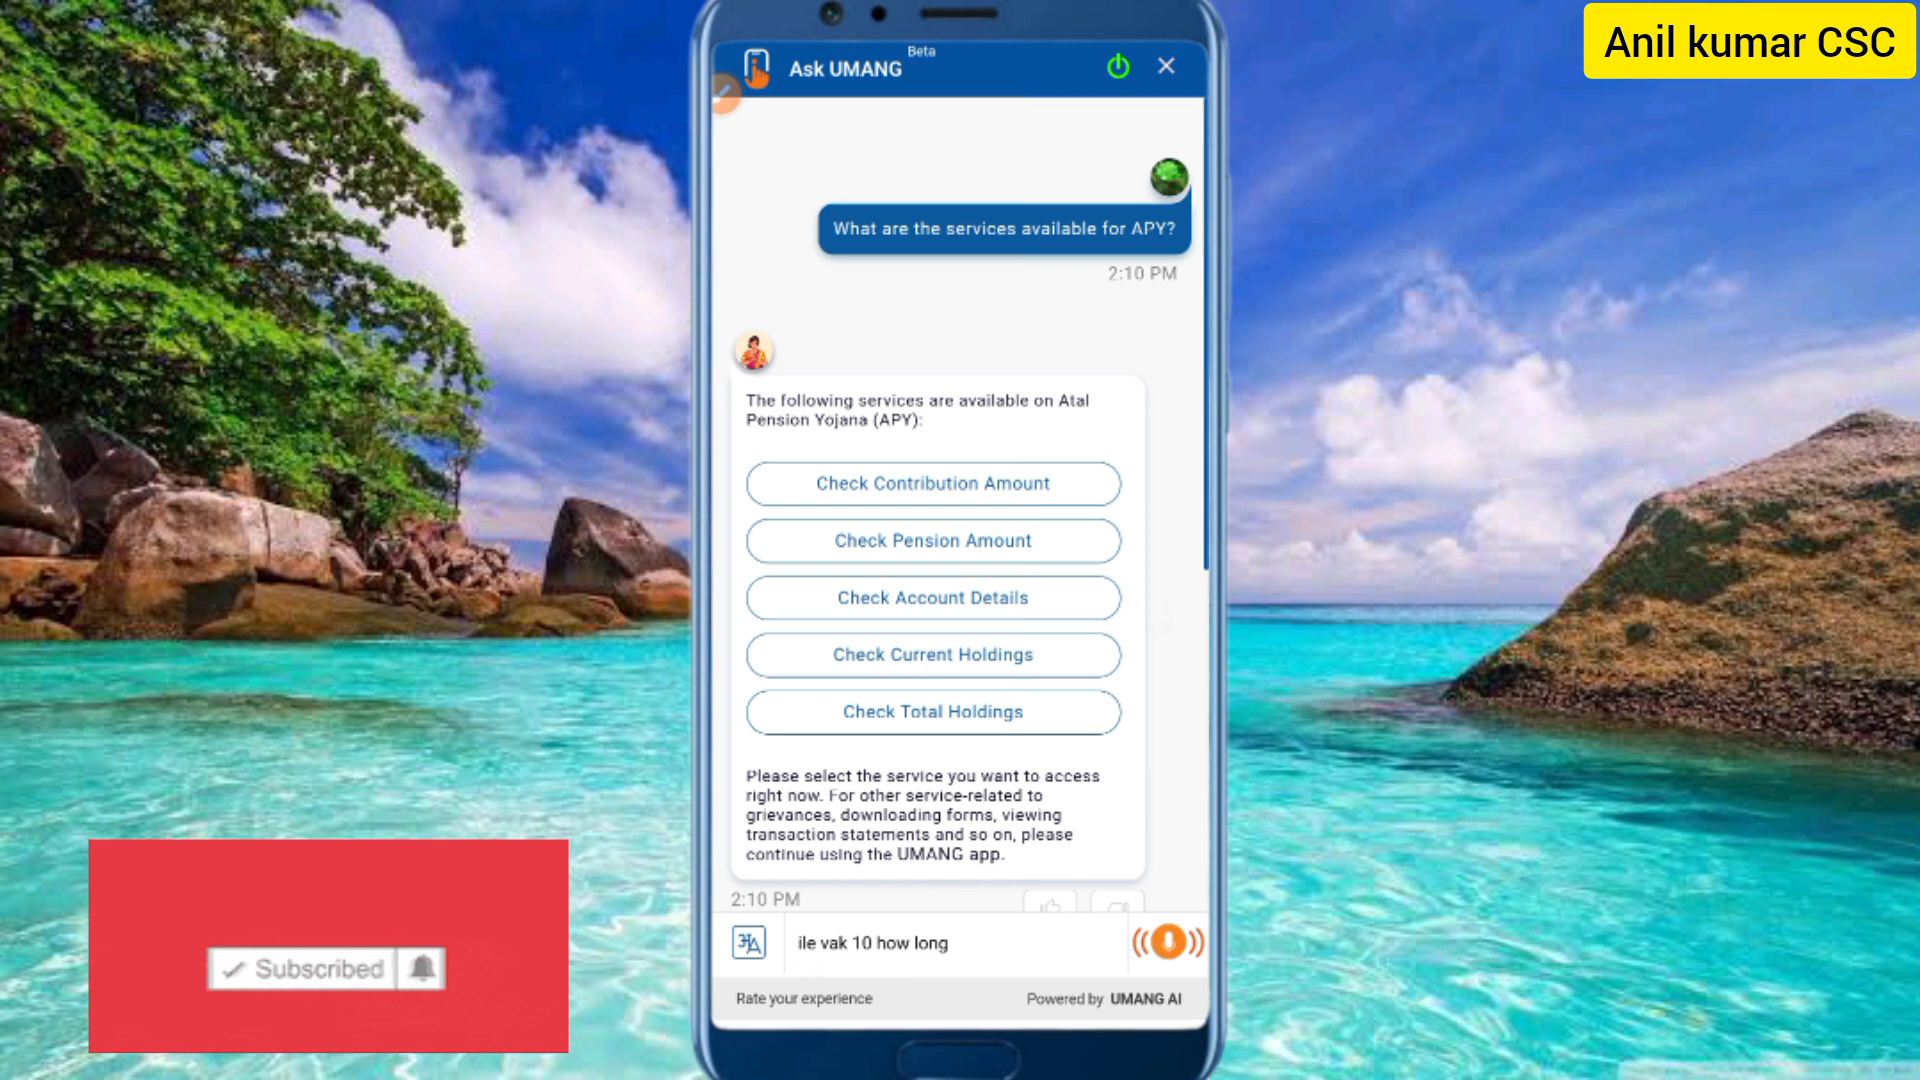 Anil kumar CSC
Ask UMANG Beta
What are the services available for APY?
2:10 PM
The following services are available on Atal
Pension Yojana (APY):
Check Contribution Amount
Check Pension Amount
Check Account Details
Check Current Holdings
Check Total Holdings
Please select the service you want to access
right now. For other service-related to
grievances, downloading forms, viewing
transaction statements and so on, please
continue using the UMANG app.
2:10 PM
ile vak 10 how long
Rate your experience
Powered by UMANG AI
Subscribed